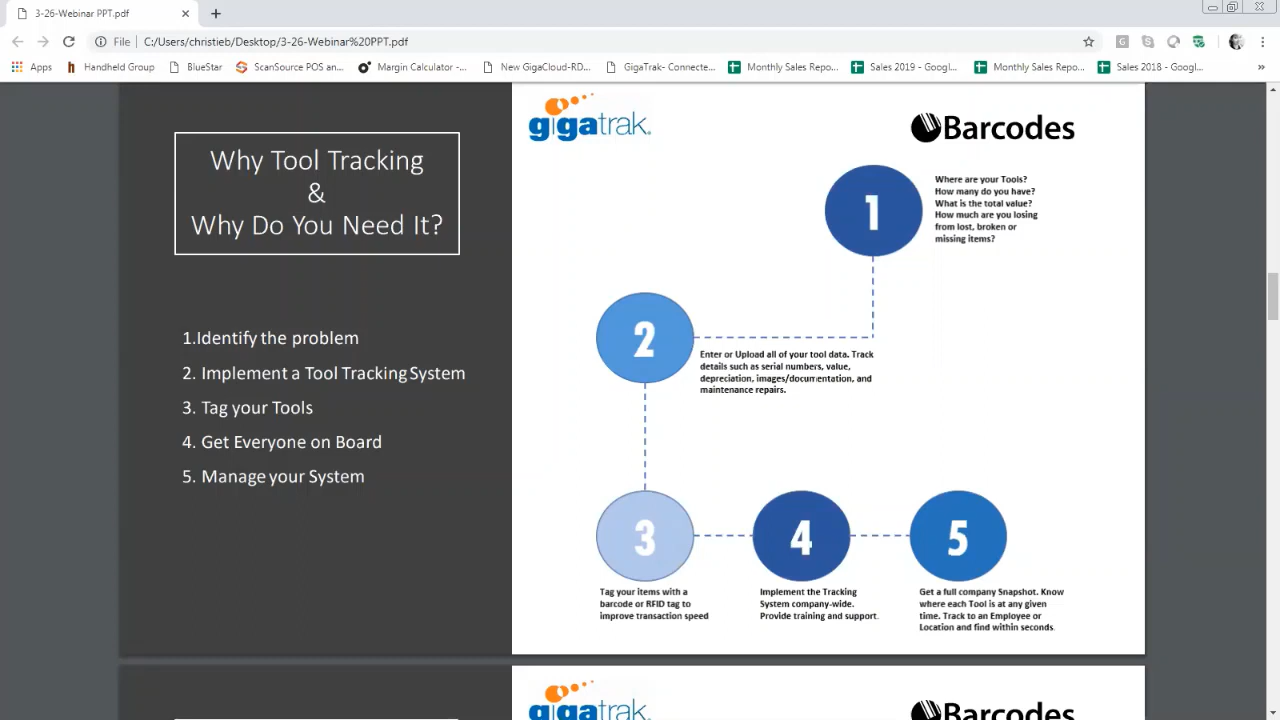 3-26-Webinar PPT.pdf
File
C:/Users/christieb/Desktop/3-26-Webinar%20PPT.pdf
Apps
Handheld Group
BlueStar
ScanSource POS an...
Margin Calculator -...
New GigaCloud-RD...
GigaTrak- Connecte...
Monthly Sales Repo...
Sales 2019 - Googl...
Monthly Sales Repo...
Sales 2018 - Googl...
Why Tool Tracking
&
Why Do You Need It?
1.Identify the problem
2. Implement a Tool Tracking System
3. Tag your Tools
4. Get Everyone on Board
5. Manage your System
gigatrak
Barcodes
1
Where are your Tools?
How many do you have?
What is the total value?
How much are you losing
from lost, broken or
missing items?
2
Enter or Upload all of your tool data. Track
details such as serial numbers, value,
depreciation, images/documentation, and
maintenance repairs.
3
Tag your items with a
barcode or RFID tag to
improve transaction speed
4
Implement the Tracking
System company-wide.
Provide training and support.
5
Get a full company Snapshot. Know
where each Tool is at any given
time. Track to an Employee or
Location and find within seconds.
gigatrak
Barcodes